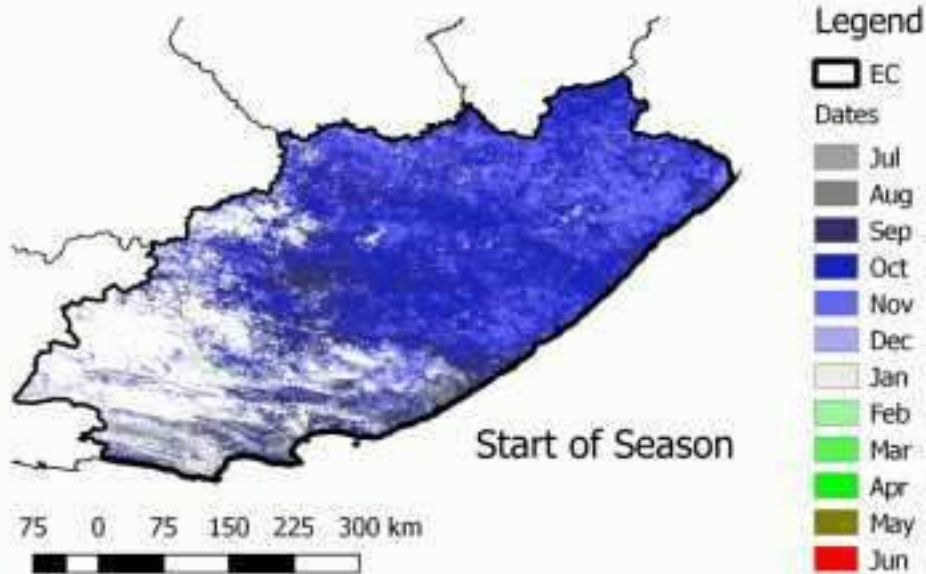 Legend
EC
Dates
Jul
Aug
Sep
Oct
Nov
Dec
Jan
Feb
Mar
Apr
May
Jun
Start of Season
75 0 75 150 225 300 km